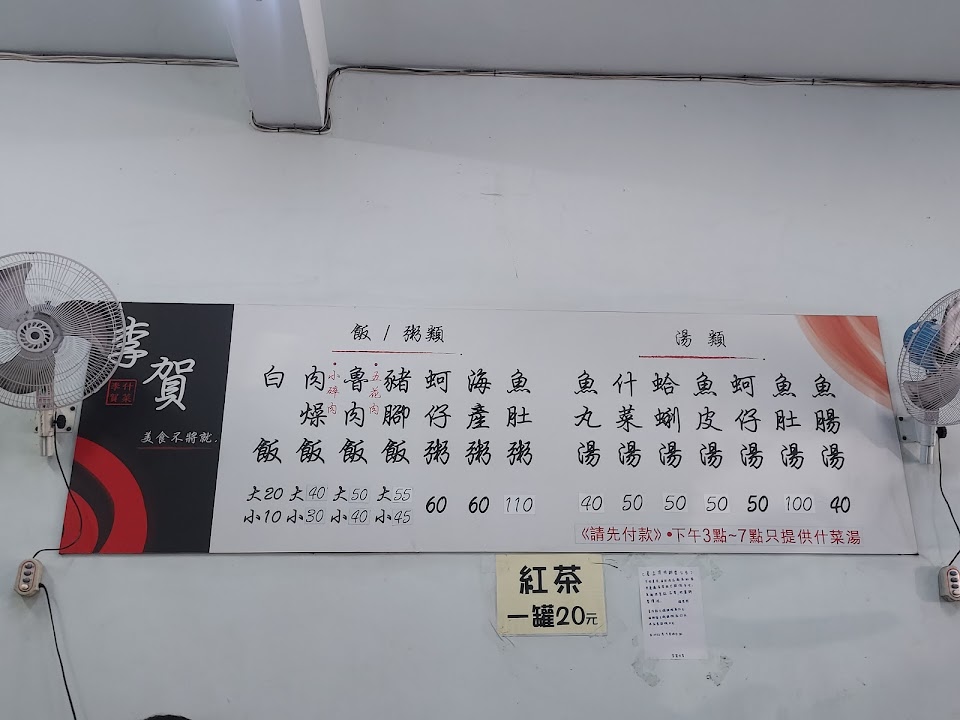 李賀
李賀什菜
美食不將就.
飯 / 粥類
白飯 大20 小10
肉燥飯 小碎肉 大40 小30
魯肉飯 五花肉 大50 小40
豬腳飯 大55 小45
蚵仔粥 60
海產粥 60
魚肚粥 110
湯類
魚丸湯 40
什菜湯 50
蛤蜊湯 50
魚皮湯 50
蚵仔湯 50
魚肚湯 100
魚腸湯 40
《請先付款》•下午3點~7點只提供什菜湯
紅茶
一罐20元